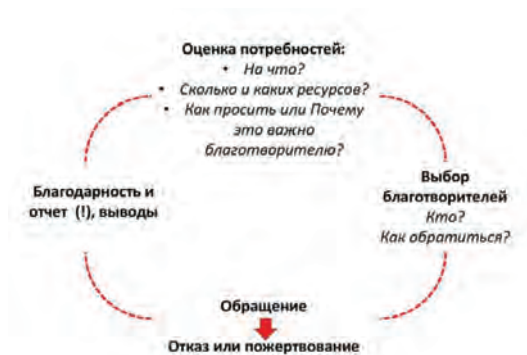 Оценка потребностей:
• На что?
• Сколько и каких ресурсов?
• Как просить или Почему
это важно
благотворителю?
Выбор
благотворителей
Кто?
Как обратиться?
Обращение
Отказ или пожертвование
Благодарность и
отчет (!), выводы